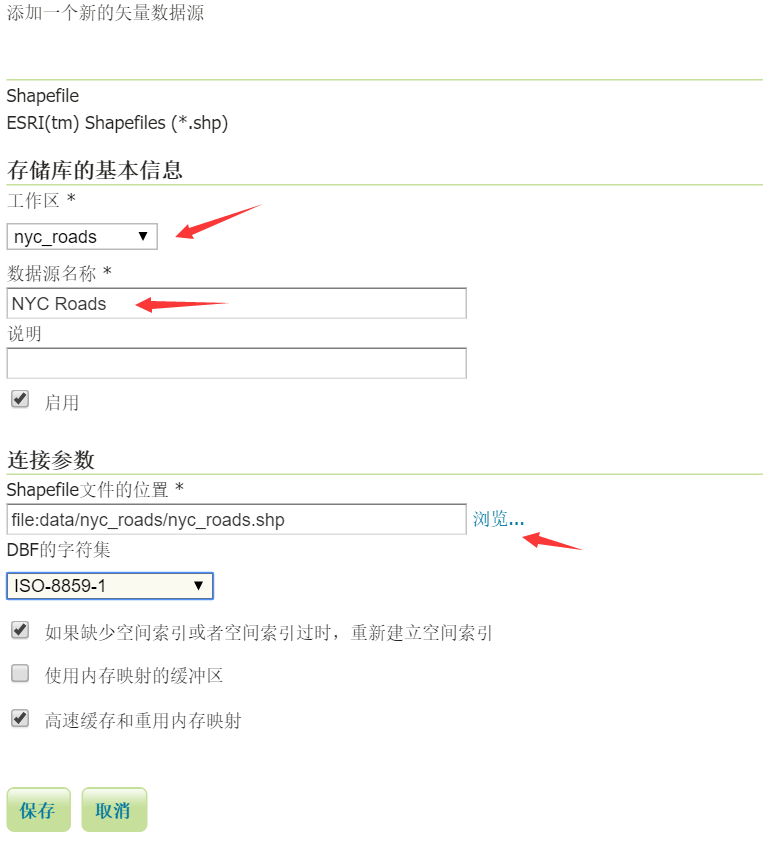 添加一个新的矢量数据源
Shapefile
ESRI(tm) Shapefiles (*.shp)
存储库的基本信息
工作区 *
nyc_roads
数据源名称 *
NYC Roads
说明
启用
连接参数
Shapefile文件的位置 *
file:data/nyc_roads/nyc_roads.shp 浏览...
DBF的字符集
ISO-8859-1
如果缺少空间索引或者空间索引过时，重新建立空间索引
使用内存映射的缓冲区
高速缓存和重用内存映射
保存 取消